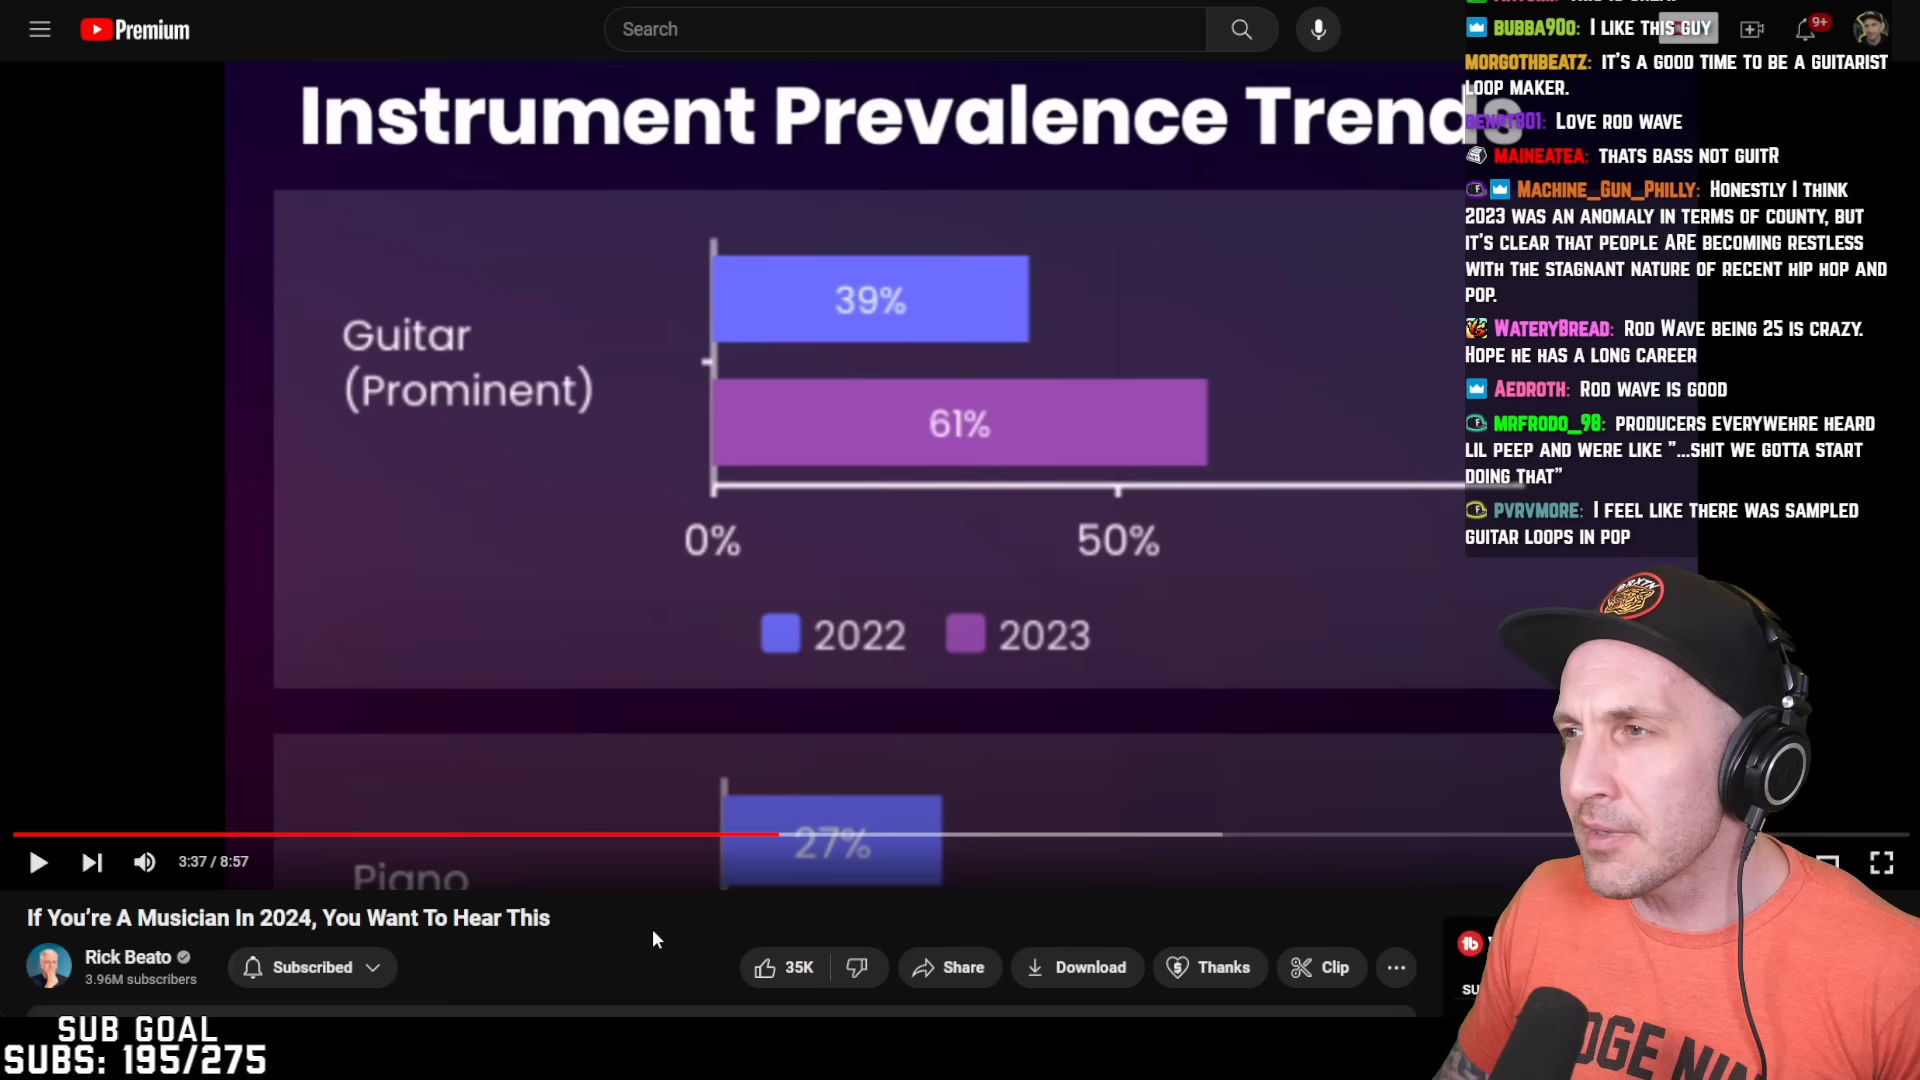 Premium
Search
9+
Instrument Prevalence Trends
Guitar
(Prominent)
39%
61%
0%
50%
2022
2023
27%
Piano
3:37 / 8:57
If You're A Musician In 2024, You Want To Hear This
Rick Beato
3.96M subscribers
Subscribed
35K
Share
Download
Thanks
Clip
SUB GOAL
SUBS: 195/275
BUBBA90O: I LIKE THIS GUY
MORGOTHBEATZ: IT'S A GOOD TIME TO BE A GUITARIST
LOOP MAKER.
LOVE ROD WAVE
MAINEATEA: THATS BASS NOT GUITR
MACHINE_GUN_PHILLY: HONESTLY I THINK
2023 WAS AN ANOMALY IN TERMS OF COUNTY, BUT
IT'S CLEAR THAT PEOPLE ARE BECOMING RESTLESS
WITH THE STAGNANT NATURE OF RECENT HIP HOP AND
POP.
WATERYBREAD: ROD WAVE BEING 25 IS CRAZY.
HOPE HE HAS A LONG CAREER
AEDROTH: ROD WAVE IS GOOD
MRFRODO_98: PRODUCERS EVERYWEHRE HEARD
LIL PEEP AND WERE LIKE "...SHIT WE GOTTA START
DOING THAT"
PVRVMORE: I FEEL LIKE THERE WAS SAMPLED
GUITAR LOOPS IN POP
BRXTN